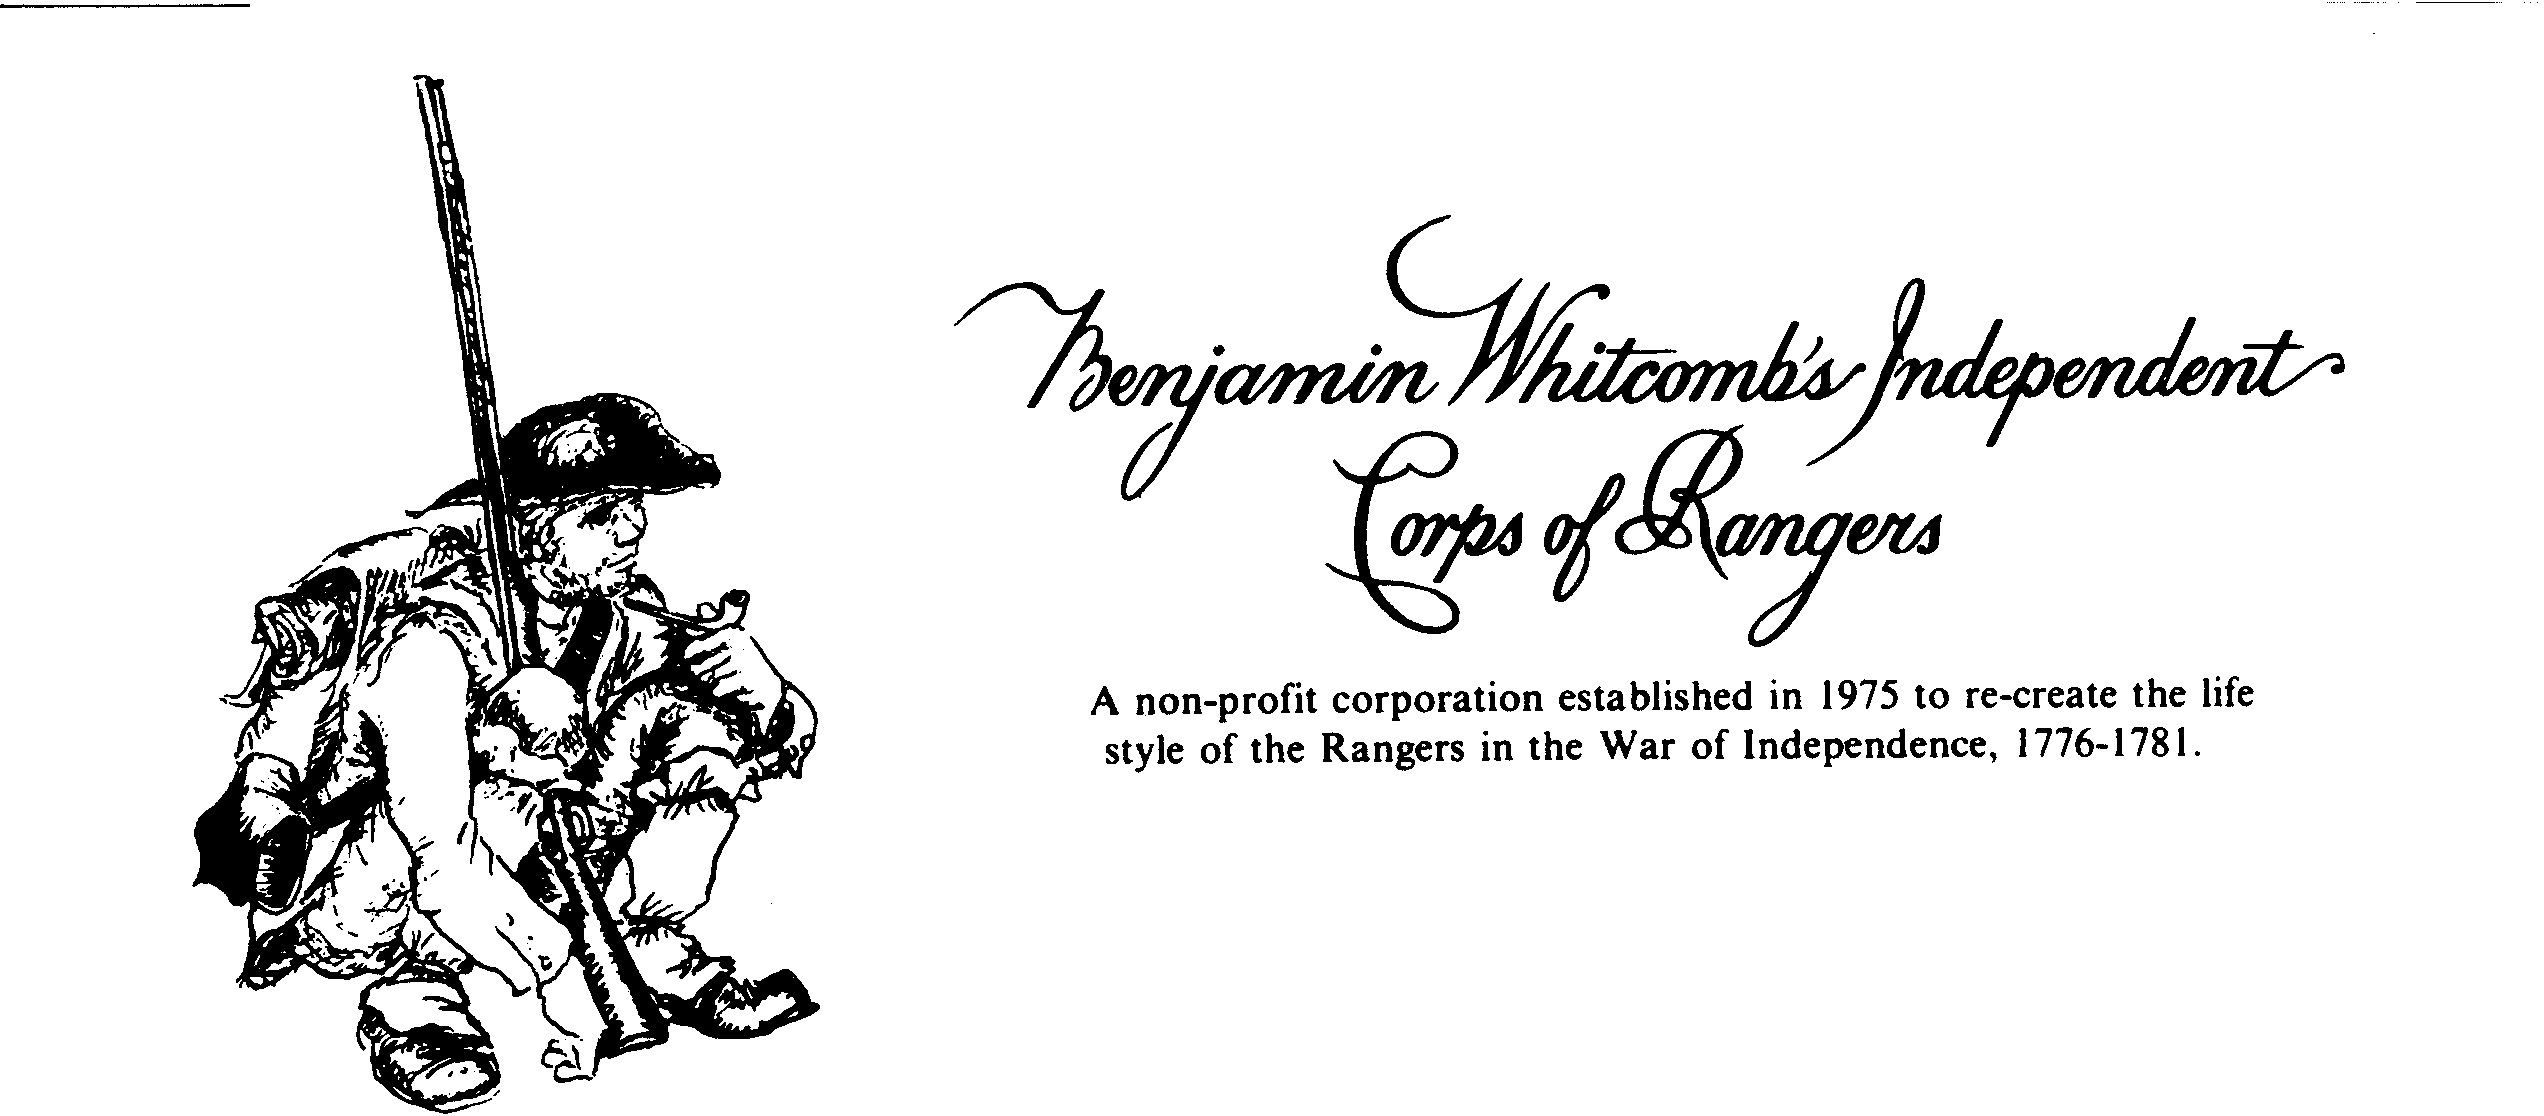 Benjamin Whitcomb's Independent
Corps of Rangers
A non-profit corporation established in 1975 to re-create the life
style of the Rangers in the War of Independence, 1776-1781.